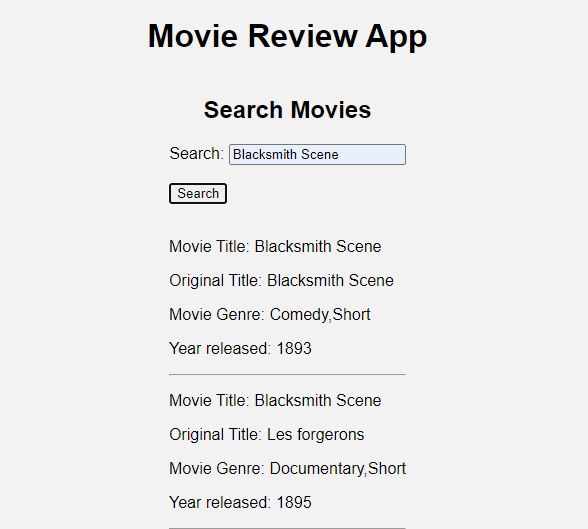 Movie Review App
Search Movies
Search: Blacksmith Scene
Search
Movie Title: Blacksmith Scene
Original Title: Blacksmith Scene
Movie Genre: Comedy,Short
Year released: 1893
Movie Title: Blacksmith Scene
Original Title: Les forgerons
Movie Genre: Documentary,Short
Year released: 1895